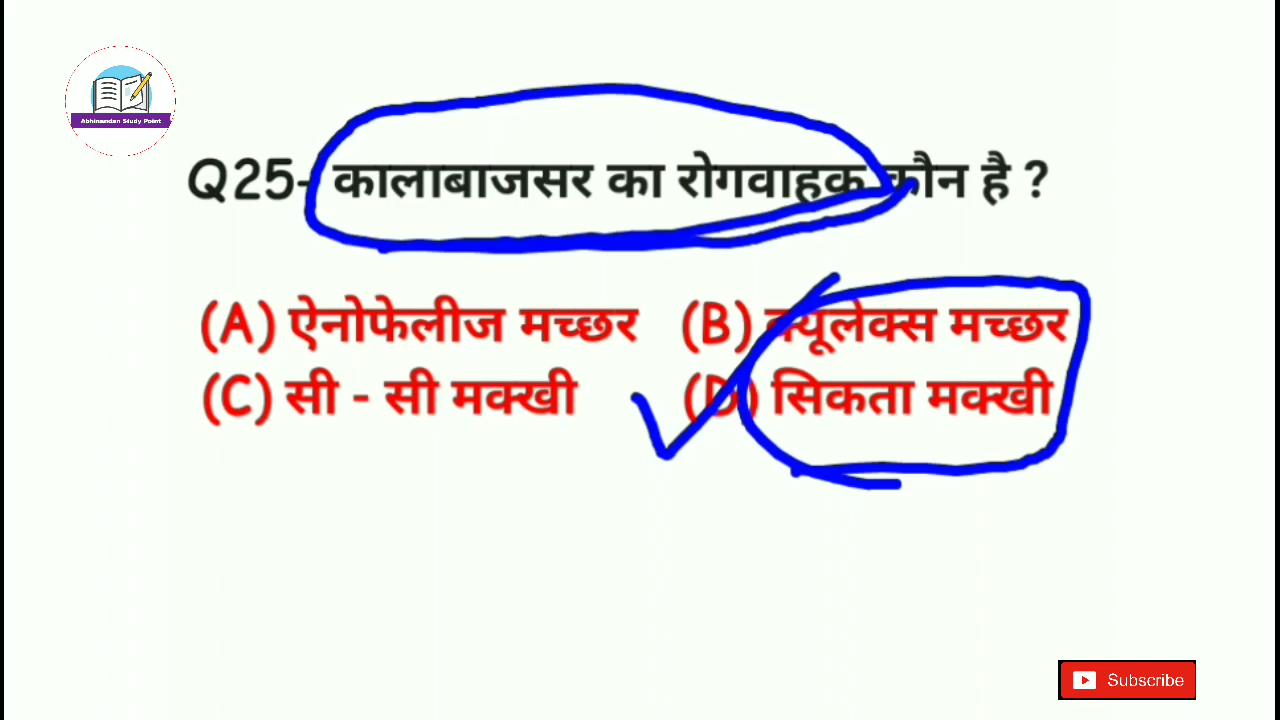 Abhinandan Study Point
Q25- कालाबाजसर का रोगवाहक कौन है ?
(A) ऐनोफेलीज मच्छर (B) क्यूलेक्स मच्छर
(C) सी - सी मक्खी (D) सिकता मक्खी
Subscribe